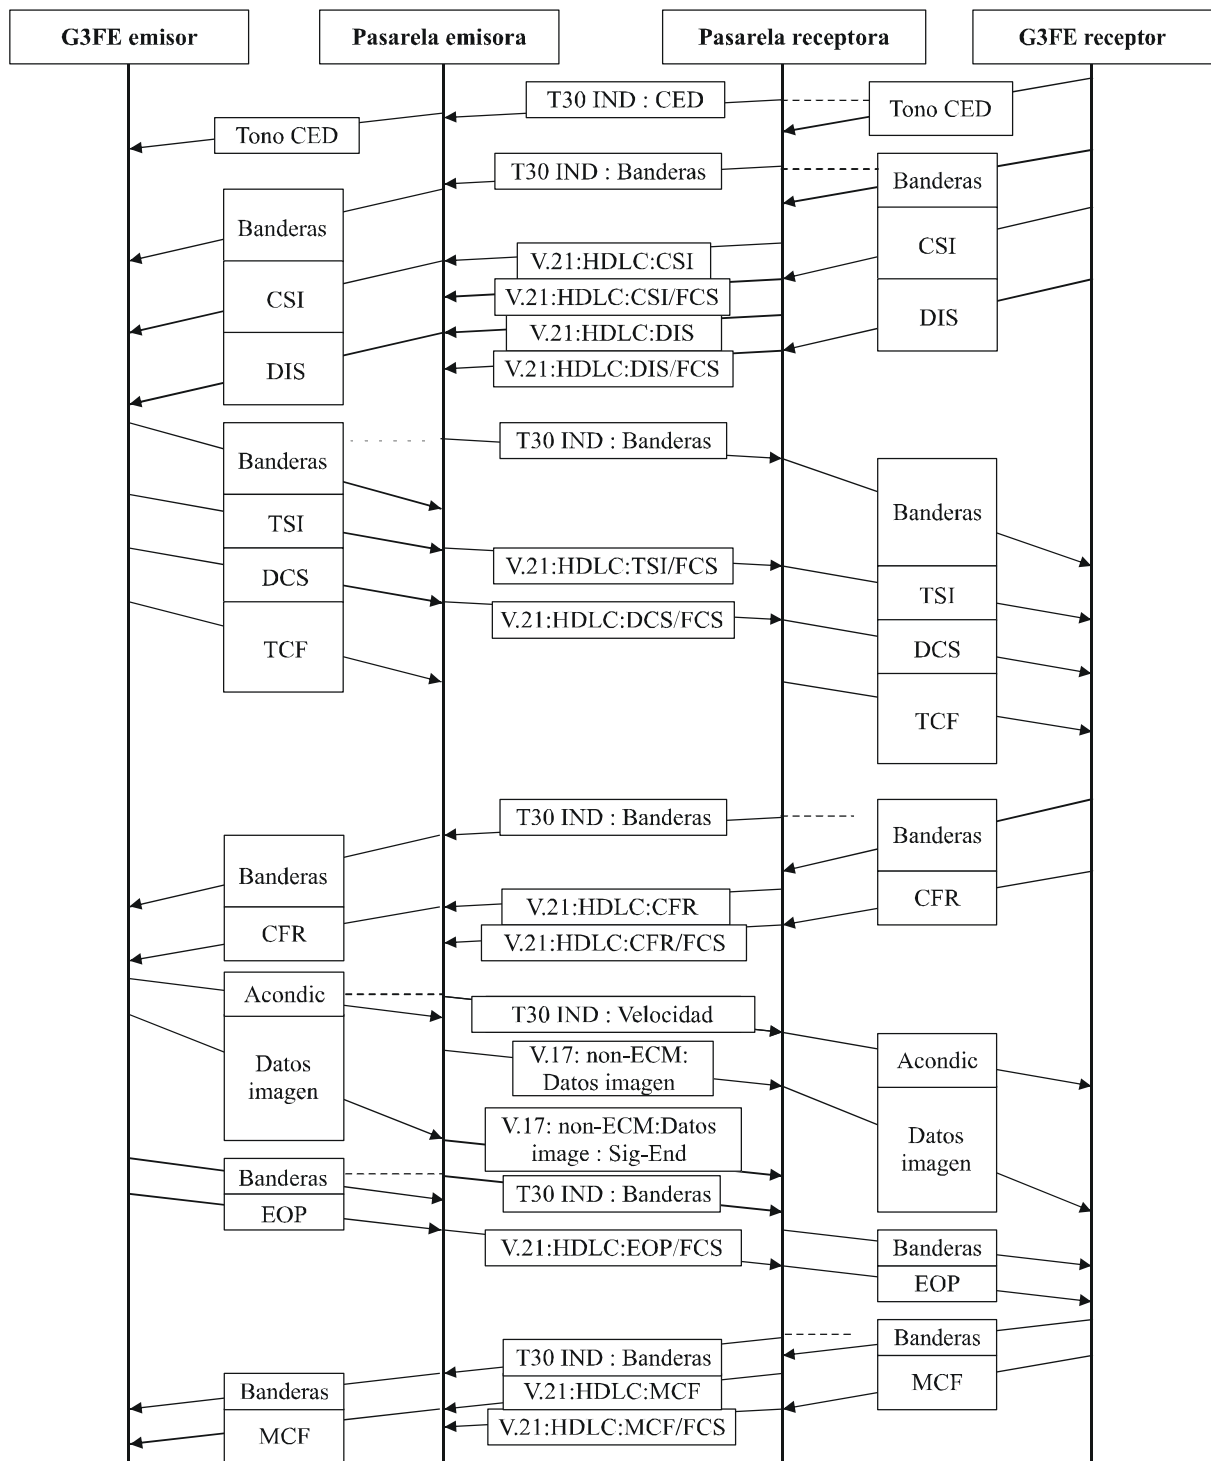 G3FE emisor
Pasarela emisora
Pasarela receptora
G3FE receptor
T30 IND : CED
Tono CED
Tono CED
T30 IND : Banderas
Banderas
Banderas
CSI
V.21:HDLC:CSI
CSI
V.21:HDLC:CSI/FCS
DIS
V.21:HDLC:DIS
DIS
V.21:HDLC:DIS/FCS
Banderas
T30 IND : Banderas
Banderas
TSI
V.21:HDLC:TSI/FCS
DCS
TSI
V.21:HDLC:DCS/FCS
TCF
DCS
TCF
T30 IND : Banderas
Banderas
Banderas
CFR
V.21:HDLC:CFR
CFR
V.21:HDLC:CFR/FCS
Acondic
T30 IND : Velocidad
Datos
imagen
V.17: non-ECM:
Datos imagen
Acondic
V.17: non-ECM:Datos
image : Sig-End
Datos
imagen
Banderas
T30 IND : Banderas
EOP
V.21:HDLC:EOP/FCS
Banderas
EOP
Banderas
T30 IND : Banderas
MCF
Banderas
V.21:HDLC:MCF
MCF
V.21:HDLC:MCF/FCS